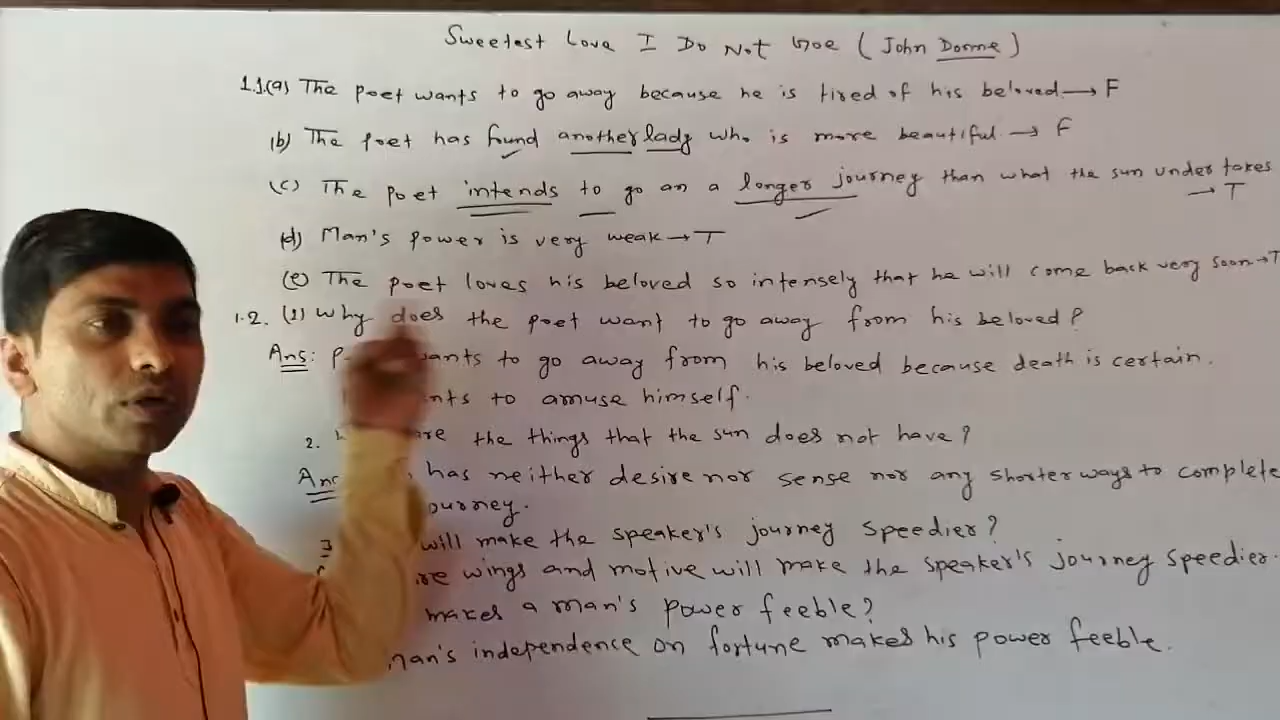 Sweetest Love I Do Not Goe (John Donne)
1.1.(a) The poet wants to go away because he is tired of his beloved → F
(b) The poet has found another lady who is more beautiful → F
(c) The poet intends to go on a longer journey than what the sun undertakes
→ T
(d) Man's power is very weak → T
(e) The poet loves his beloved so intensely that he will come back very soon → T
1.2. (1) Why does the poet want to go away from his beloved?
Ans: wants to go away from his beloved because death is certain.
to amuse himself.
2. the things that the sun does not have?
Ans has neither desire nor sense nor any shorter ways to complete
journey.
3 will make the speaker's journey speedier?
wings and motive will make the speaker's journey speedier.
makes a man's power feeble?
man's independence on fortune makes his power feeble.